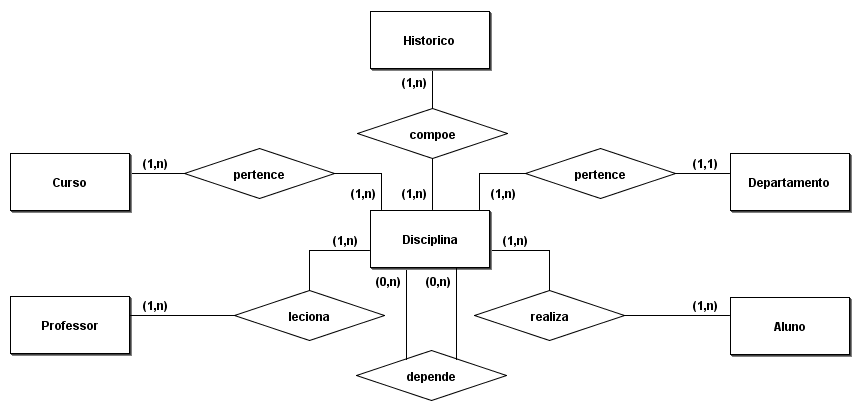 Historico
(1,n)
compoe
(1,n)
Curso
(1,n)
pertence
(1,n)
pertence
(1,n)
(1,1)
Departamento
Disciplina
(1,n)
leciona
(1,n)
Professor
(0,n)
(0,n)
depende
(1,n)
realiza
(1,n)
Aluno